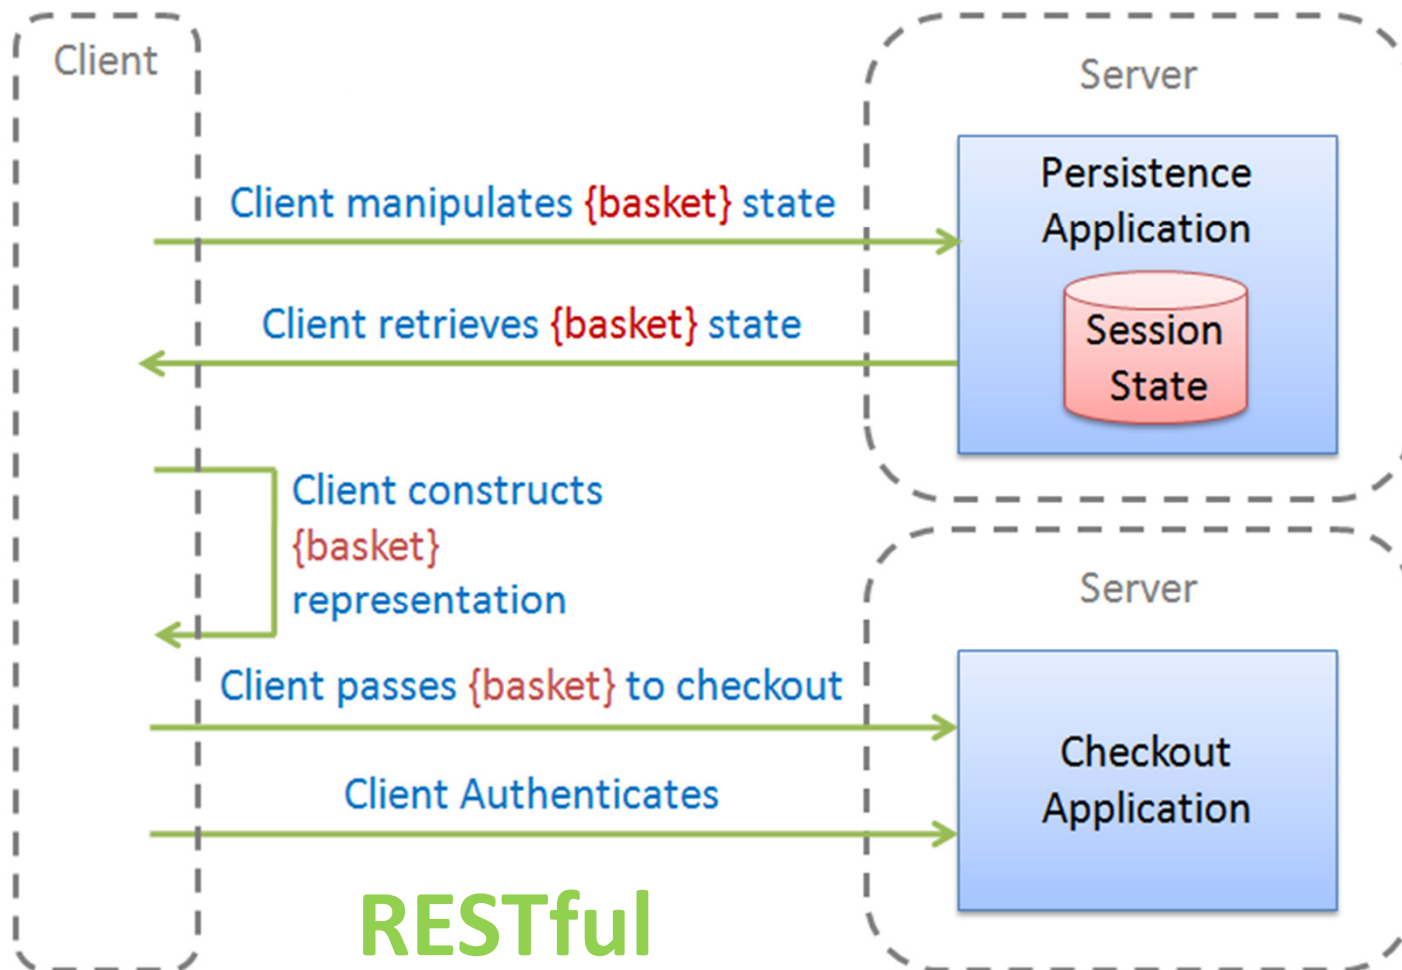 Client
Server
Persistence
Application
Client manipulates {basket} state
Client retrieves {basket} state
Session
State
Client constructs
{basket}
representation
Server
Client passes {basket} to checkout
Checkout
Application
Client Authenticates
RESTful